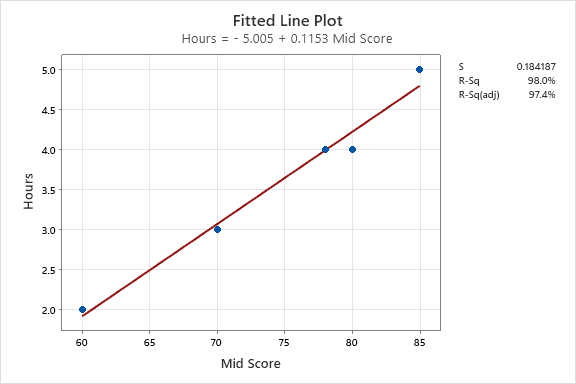 Fitted Line Plot
Hours = - 5.005 + 0.1153 Mid Score
S 0.184187
R-Sq 98.0%
R-Sq(adj) 97.4%
5.0
4.5
4.0
3.5
3.0
2.5
2.0
Hours
60 65 70 75 80 85
Mid Score